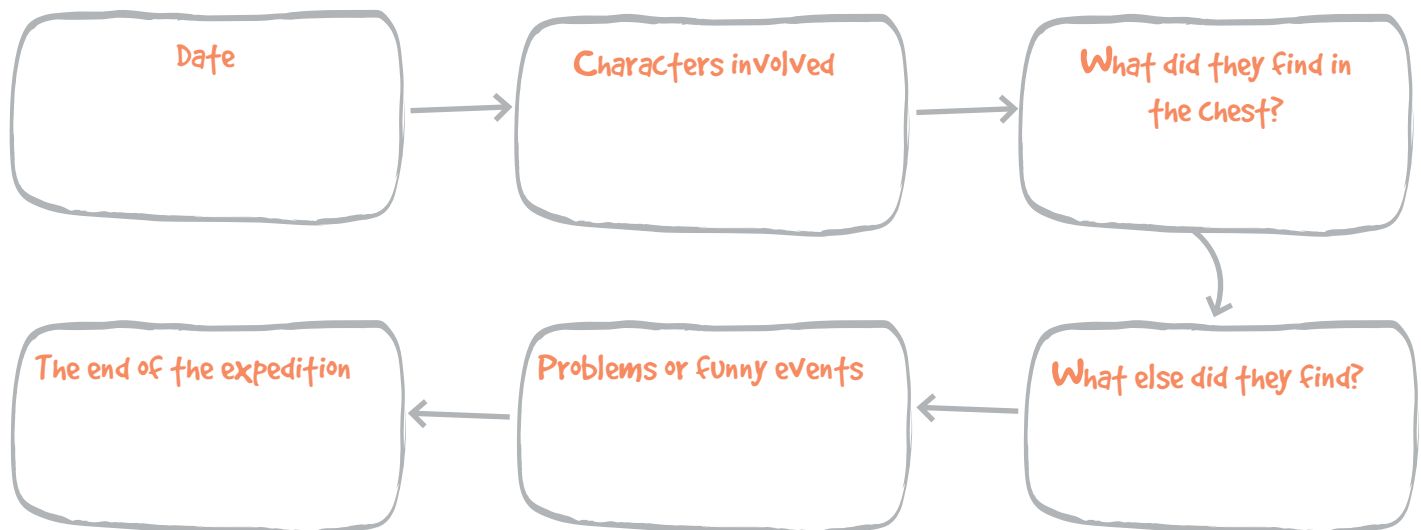 Date
Characters involved
What did they find in
the chest?
What else did they find?
Problems or funny events
The end of the expedition